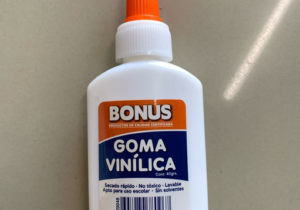 BONUS
PRODUCTOS DE CALIDAD CERTIFICADA
GOMA
VINÍLICA
Cont. 40grs.
Secado rápido - No tóxico - Lavable
Apto para uso escolar - Sin solventes